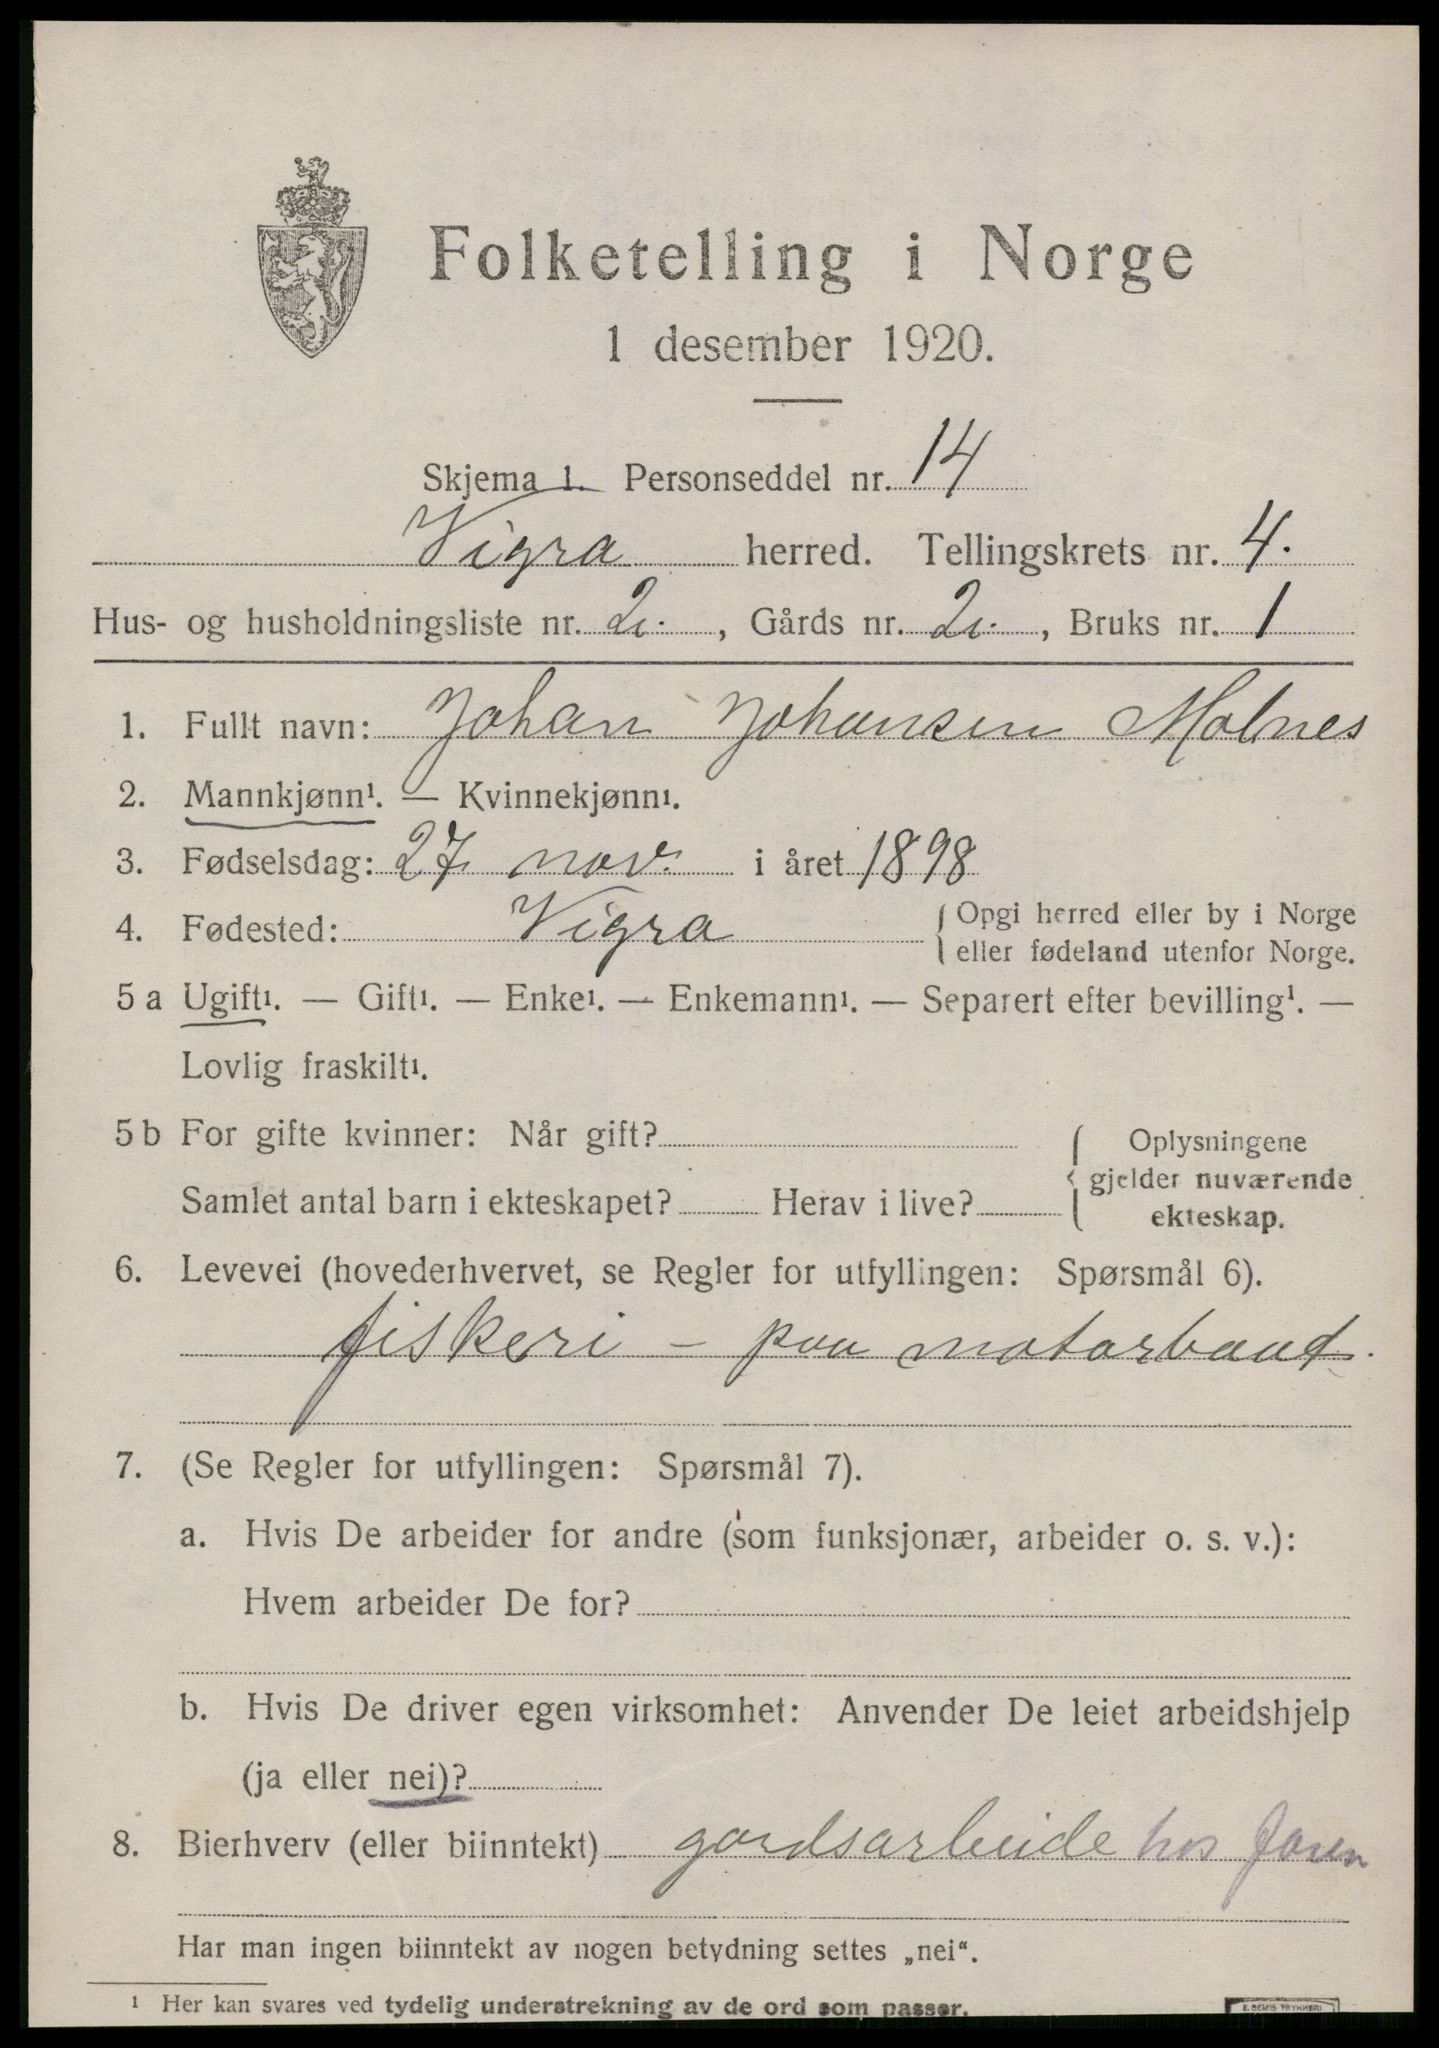 Folketelling i Norge
1 desember 1920.
Skjema 1. Personseddel nr. 14
Vigra herred. Tellingskrets nr. 4.
Hus- og husholdningsliste nr. 2. , Gårds nr. 2. , Bruks nr. 1
1. Fullt navn: Johan Johansen Molnes
2. Mannkjønn¹. — Kvinnekjønn¹.
3. Fødselsdag: 27 nov. i året 1898
4. Fødested: Vigra { Opgi herred eller by i Norge
eller fødeland utenfor Norge.
5 a Ugift¹. — Gift¹. — Enke¹. — Enkemann¹. — Separert efter bevilling¹. —
Lovlig fraskilt¹.
5 b For gifte kvinner: Når gift?
Samlet antal barn i ekteskapet? Herav i live?
{ Oplysningene
gjelder nuværende
ekteskap.
6. Levevei (hovederhvervet, se Regler for utfyllingen: Spørsmål 6).
fiskeri – paa motorbaat.
7. (Se Regler for utfyllingen: Spørsmål 7).
a. Hvis De arbeider for andre (som funksjonær, arbeider o. s. v.):
Hvem arbeider De for?
b. Hvis De driver egen virksomhet: Anvender De leiet arbeidshjelp
(ja eller nei)?
8. Bierhverv (eller biinntekt) gardsarbeide hos faren
Har man ingen biinntekt av nogen betydning settes „nei“.
¹ Her kan svares ved tydelig understrekning av de ord som passer.
E. SEM'S TRYKKERI